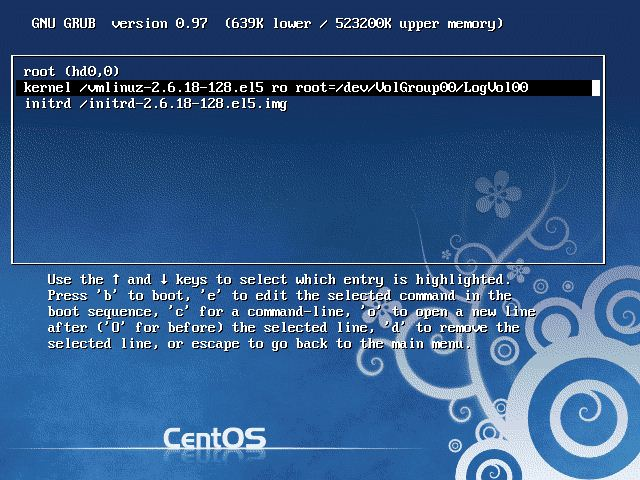 GNU GRUB version 0.97 (639K lower / 523200K upper memory)
root (hd0,0)
kernel /vmlinuz-2.6.18-128.el5 ro root=/dev/VolGroup00/LogVol00
initrd /initrd-2.6.18-128.el5.img
Use the ↑ and ↓ keys to select which entry is highlighted.
Press 'b' to boot, 'e' to edit the selected command in the
boot sequence, 'c' for a command-line, 'o' to open a new line
after ('O' for before) the selected line, 'd' to remove the
selected line, or escape to go back to the main menu.
CentOS